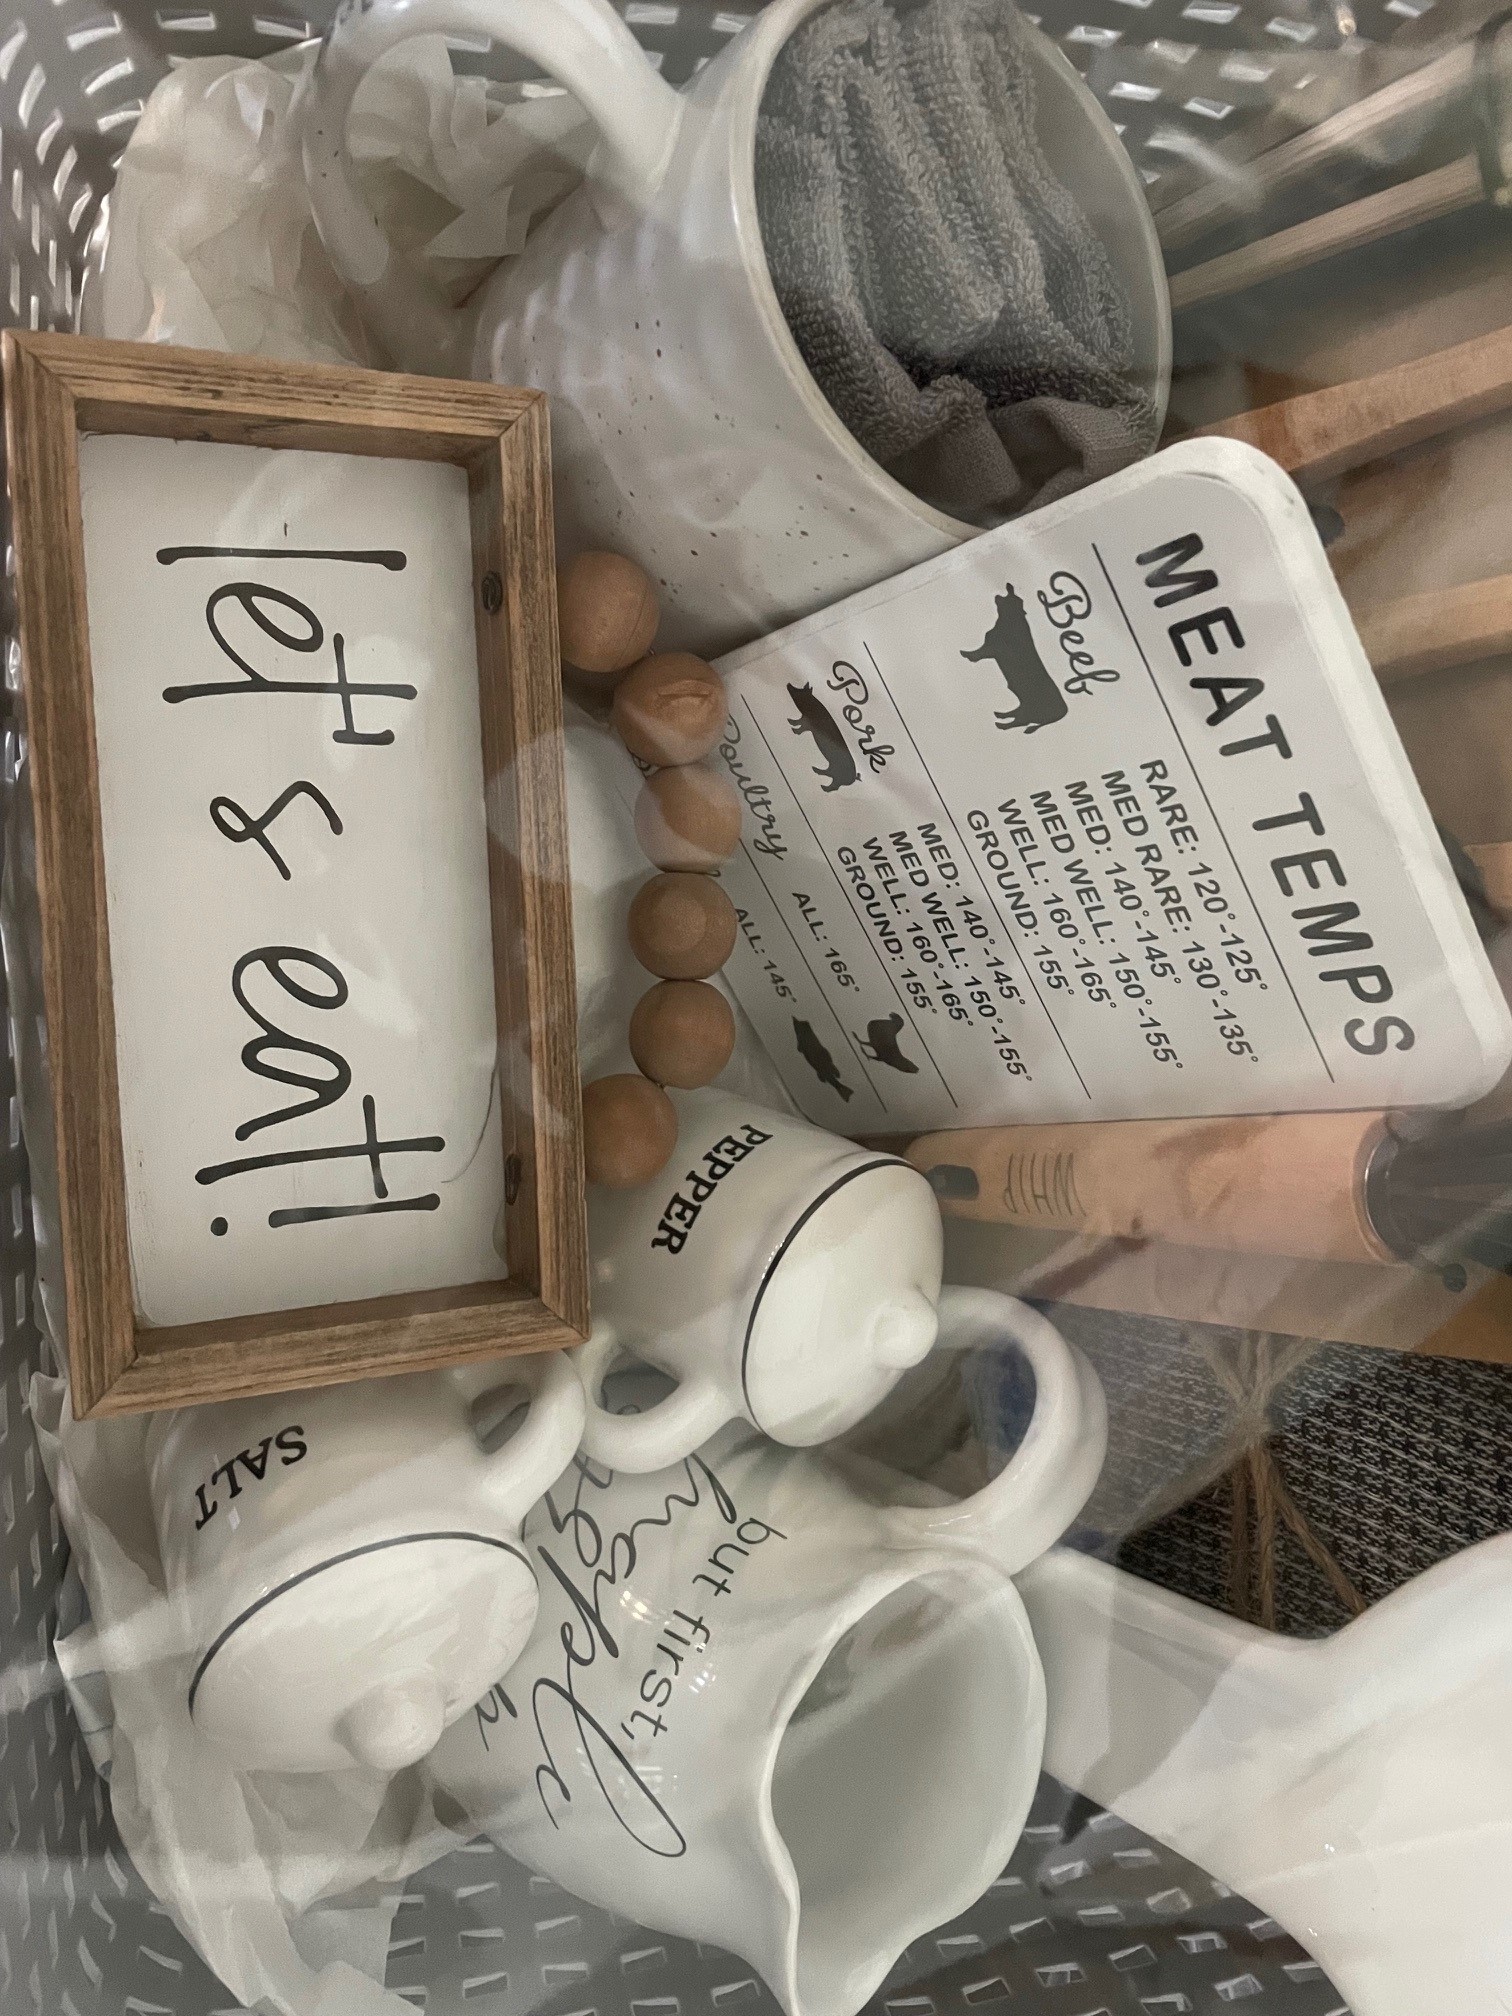 let's eat!
MEAT TEMPS
Beef
RARE: 120°-125°
MED RARE: 130°-135°
MED: 140°-145°
MED WELL: 150°-155°
WELL: 160°-165°
GROUND: 155°
Pork
MED: 140°-145°
MED WELL: 150°-155°
WELL: 160°-165°
GROUND: 155°
Poultry
ALL: 165°
ALL: 145°
WHIP
PEPPER
SALT
but first,